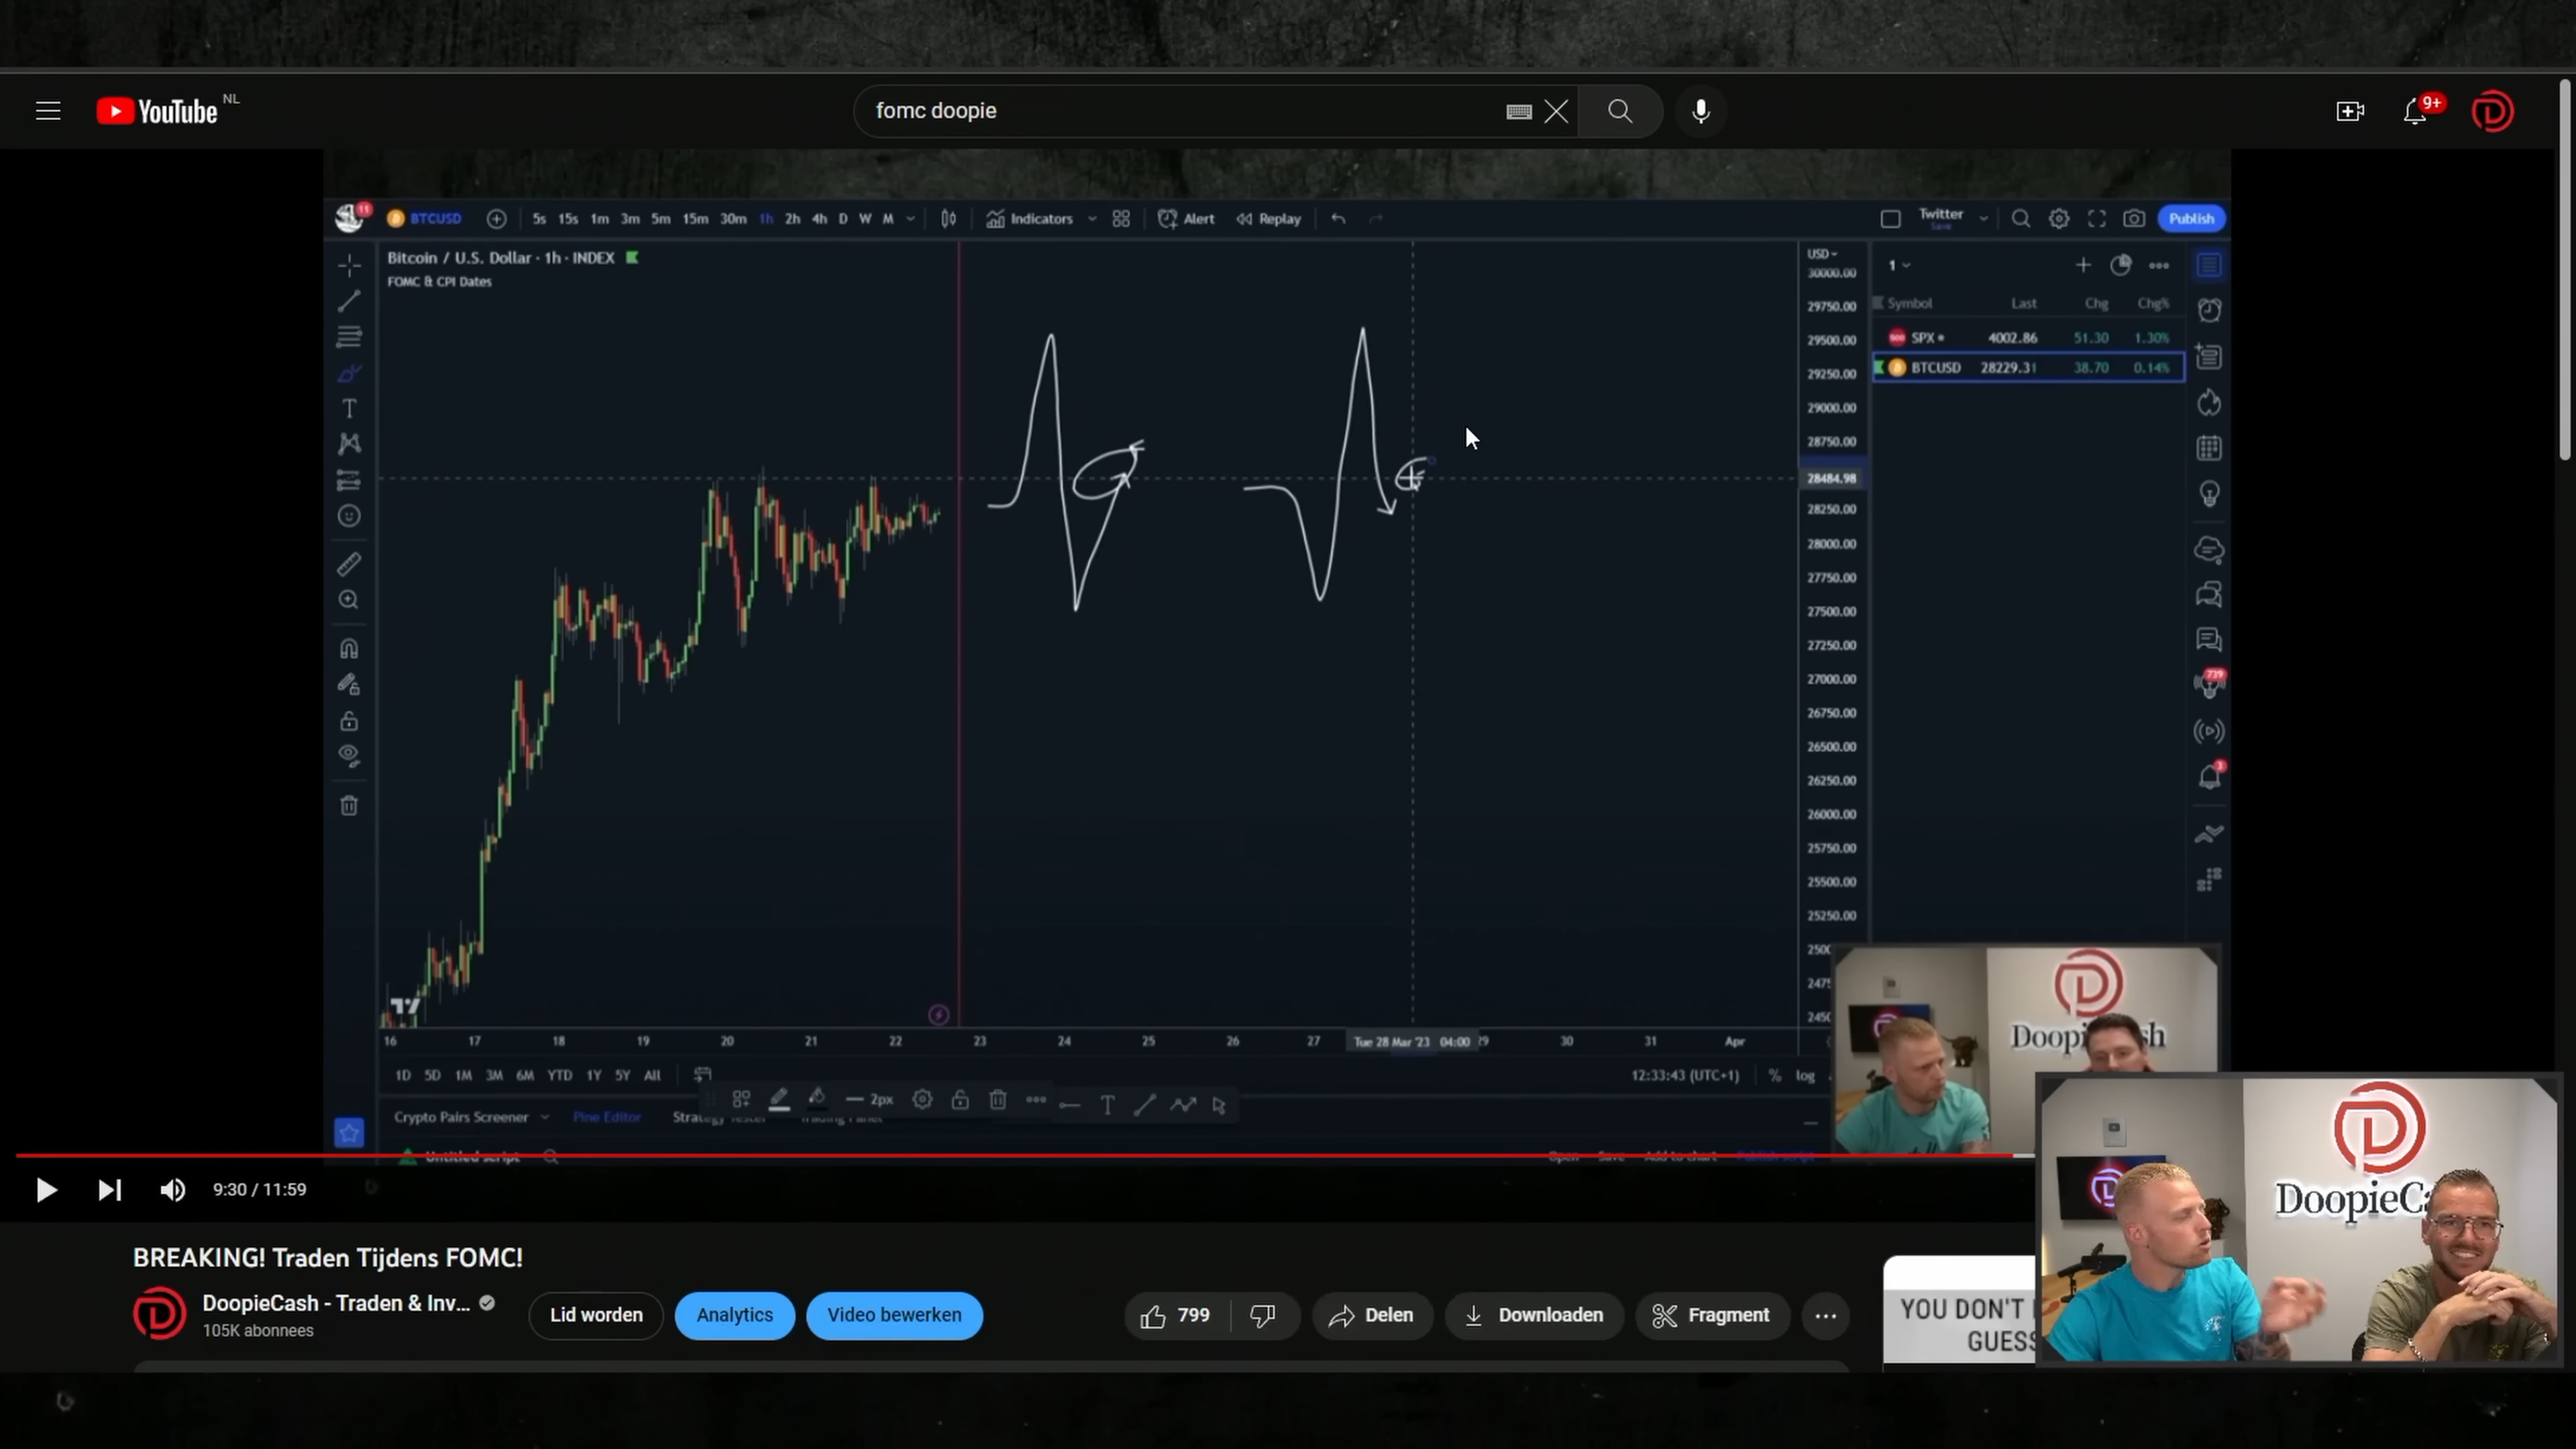 YouTube NL
fomc doopie
9+
11
BTCUSD
5s 15s 1m 3m 5m 15m 30m 1h 2h 4h D W M
Indicators
Alert
Replay
Twitter
Save
Publish
Bitcoin / U.S. Dollar · 1h · INDEX
FOMC & CPI Dates
USD
30000.00
29750.00
29500.00
29250.00
29000.00
28750.00
28484.98
28250.00
28000.00
27750.00
27500.00
27250.00
27000.00
26750.00
26500.00
26250.00
26000.00
25750.00
25500.00
25250.00
1
Symbol Last Chg Chg%
SPX 4002.86 51.30 1.30%
BTCUSD 28229.31 38.70 0.14%
739
3
16 17 18 19 20 21 22 23 24 25 26 27 Tue 28 Mar '23 04:00 30 31 Apr
1D 5D 1M 3M 6M YTD 1Y 5Y All
12:33:43 (UTC+1) % log
2px
T
Crypto Pairs Screener
Pine Editor
9:30 / 11:59
BREAKING! Traden Tijdens FOMC!
DoopieCash - Traden & Inv...
105K abonnees
Lid worden
Analytics
Video bewerken
799
Delen
Downloaden
Fragment
YOU DON'T